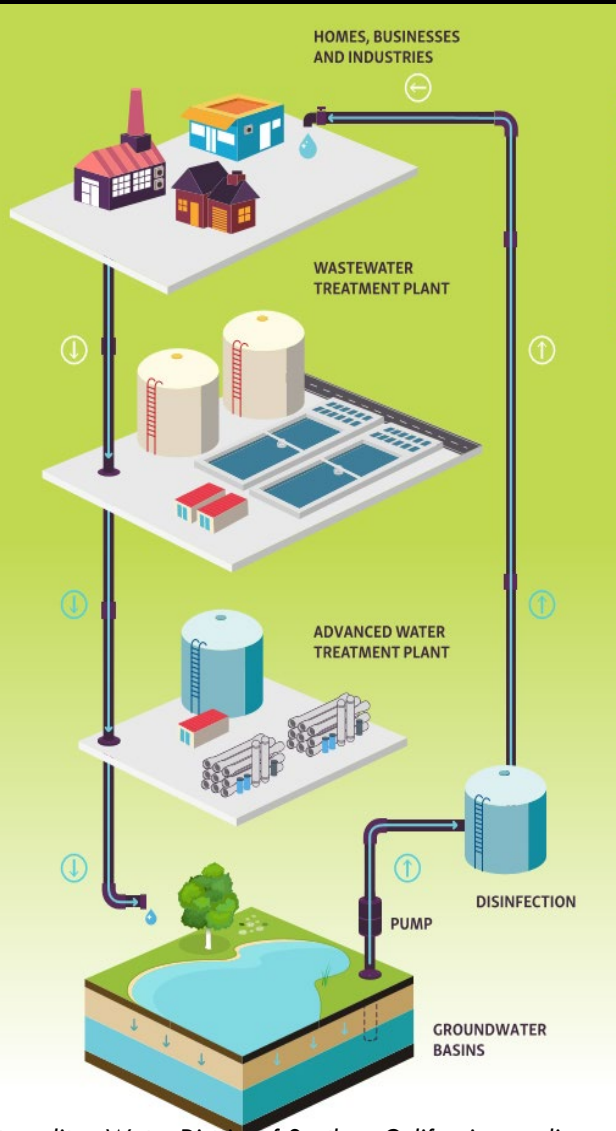 HOMES, BUSINESSES
AND INDUSTRIES
WASTEWATER
TREATMENT PLANT
ADVANCED WATER
TREATMENT PLANT
DISINFECTION
PUMP
GROUNDWATER
BASINS